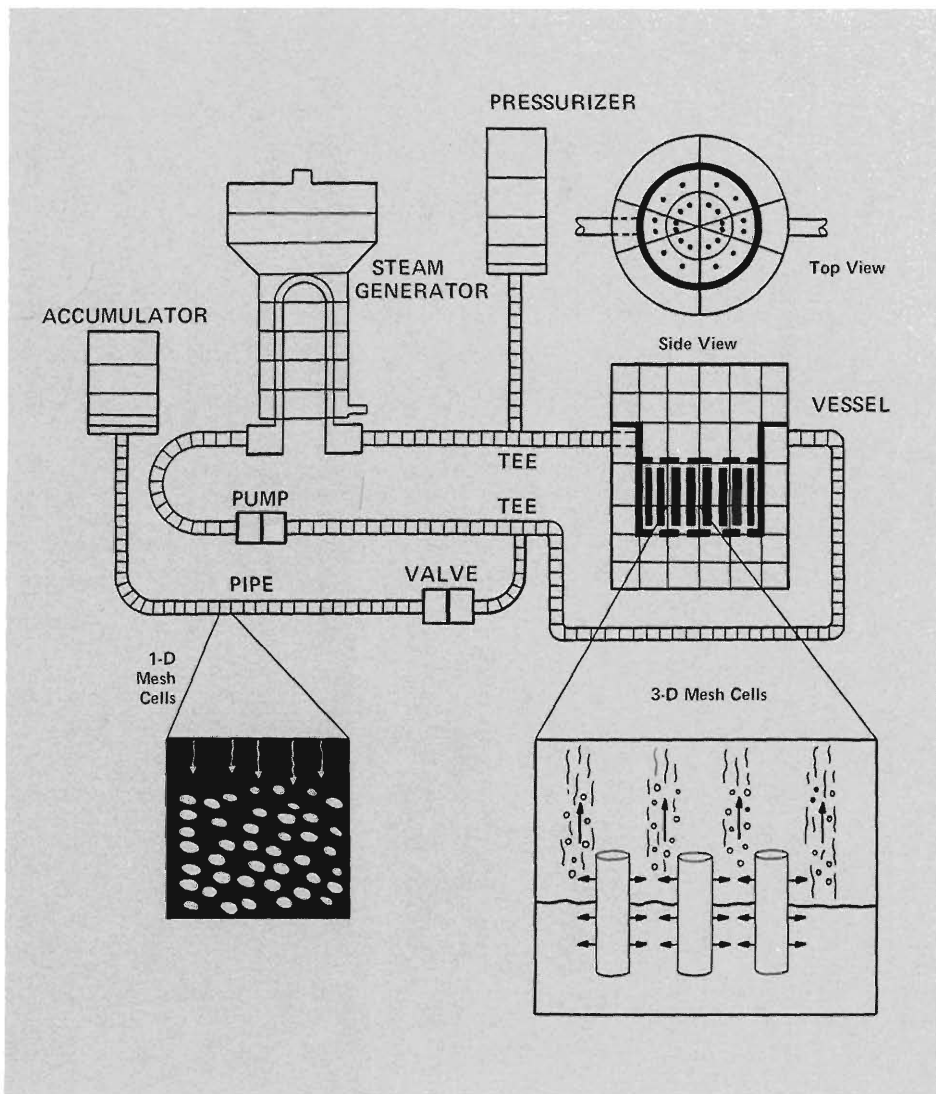 PRESSURIZER
STEAM
GENERATOR
Top View
ACCUMULATOR
Side View
VESSEL
TEE
PUMP
TEE
PIPE
VALVE
1-D
Mesh
Cells
3-D Mesh Cells